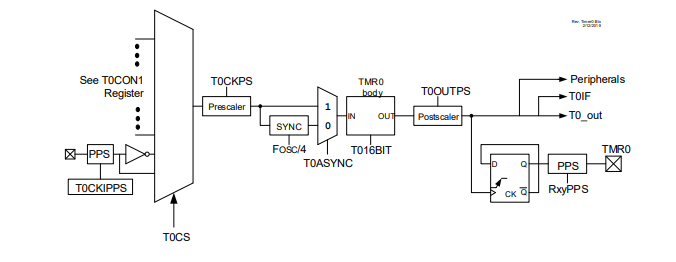 Rev. Timer0 Blo
2/12/2019
See T0CON1
Register
PPS
T0CKIPPS
T0CS
T0CKPS
Prescaler
SYNC
FOSC/4
1
0
T0ASYNC
TMR0
body
IN
OUT
T016BIT
T0OUTPS
Postscaler
Peripherals
T0IF
T0_out
D
Q
CK
Q
PPS
RxyPPS
TMR0